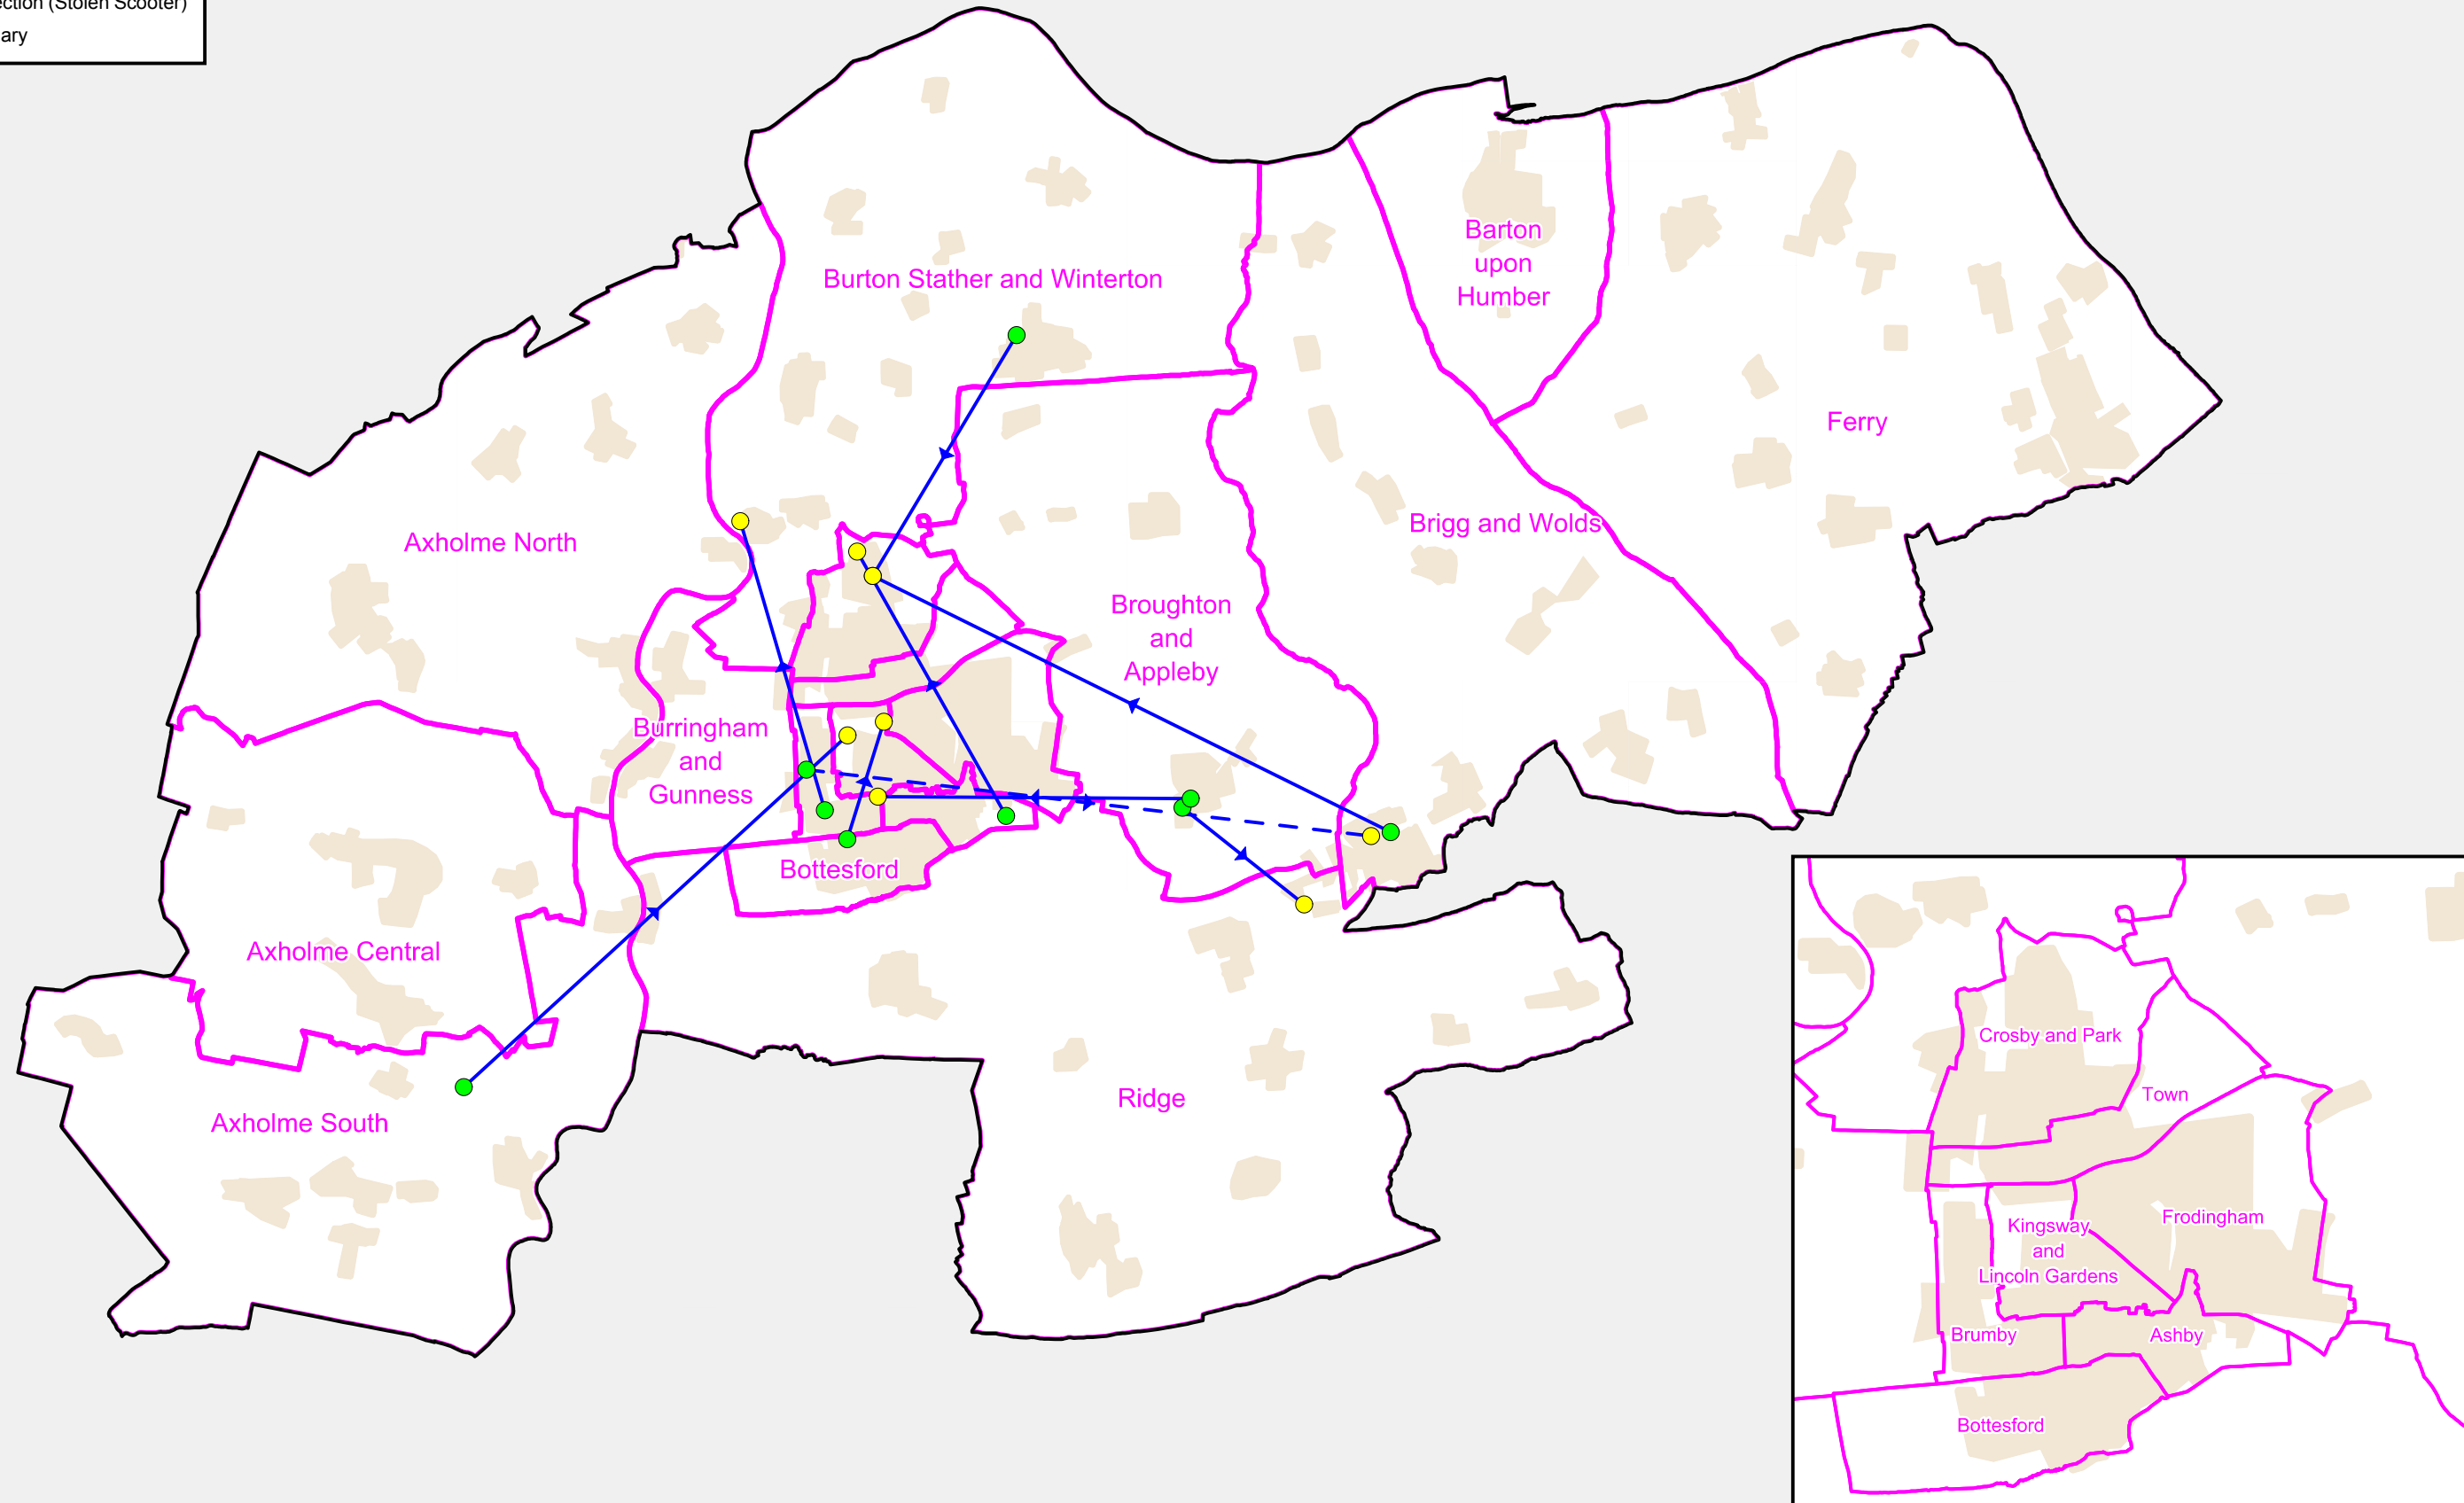 (Stolen Scooter)
Burton Stather and Winterton
Barton
upon
Humber
Ferry
Axholme North
Brigg and Wolds
Broughton
and
Appleby
Burringham
and
Gunness
Bottesford
Axholme Central
Axholme South
Ridge
Crosby and Park
Town
Kingsway
and
Lincoln Gardens
Frodingham
Brumby
Ashby
Bottesford